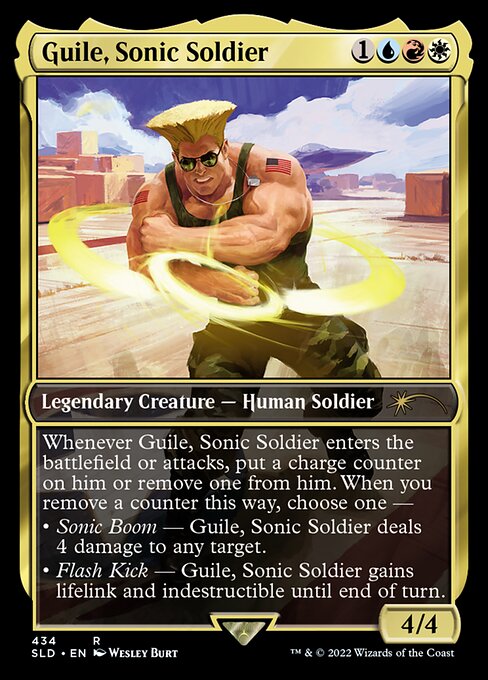 Guile, Sonic Soldier 1
Legendary Creature — Human Soldier
Whenever Guile, Sonic Soldier enters the
battlefield or attacks, put a charge counter
on him or remove one from him. When you
remove a counter this way, choose one —
• Sonic Boom — Guile, Sonic Soldier deals
4 damage to any target.
• Flash Kick — Guile, Sonic Soldier gains
lifelink and indestructible until end of turn.
4/4
434 R
SLD • EN Wesley Burt
™ & © 2022 Wizards of the Coast